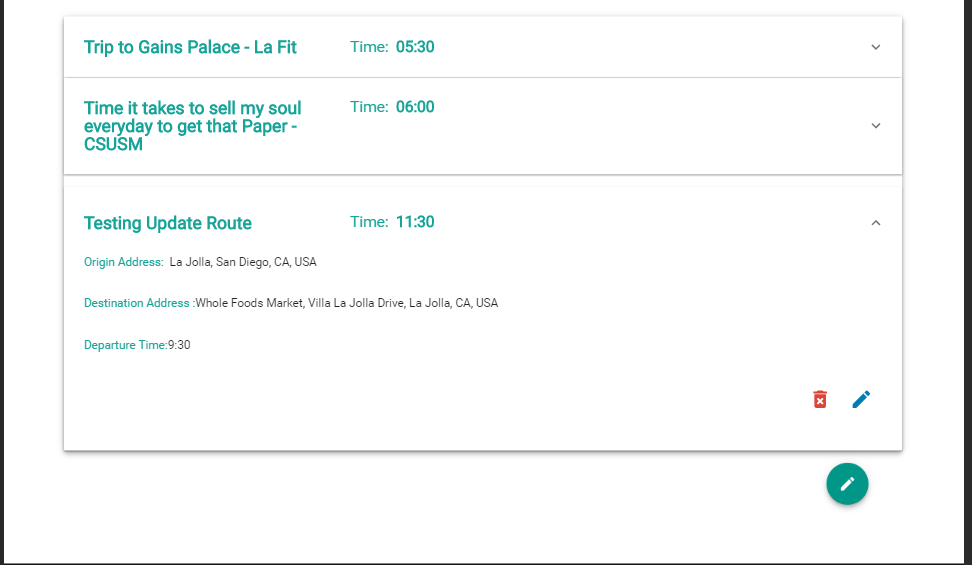 Trip to Gains Palace - La Fit Time: 05:30
Time it takes to sell my soul Time: 06:00
everyday to get that Paper -
CSUSM
Testing Update Route Time: 11:30
Origin Address: La Jolla, San Diego, CA, USA
Destination Address :Whole Foods Market, Villa La Jolla Drive, La Jolla, CA, USA
Departure Time:9:30